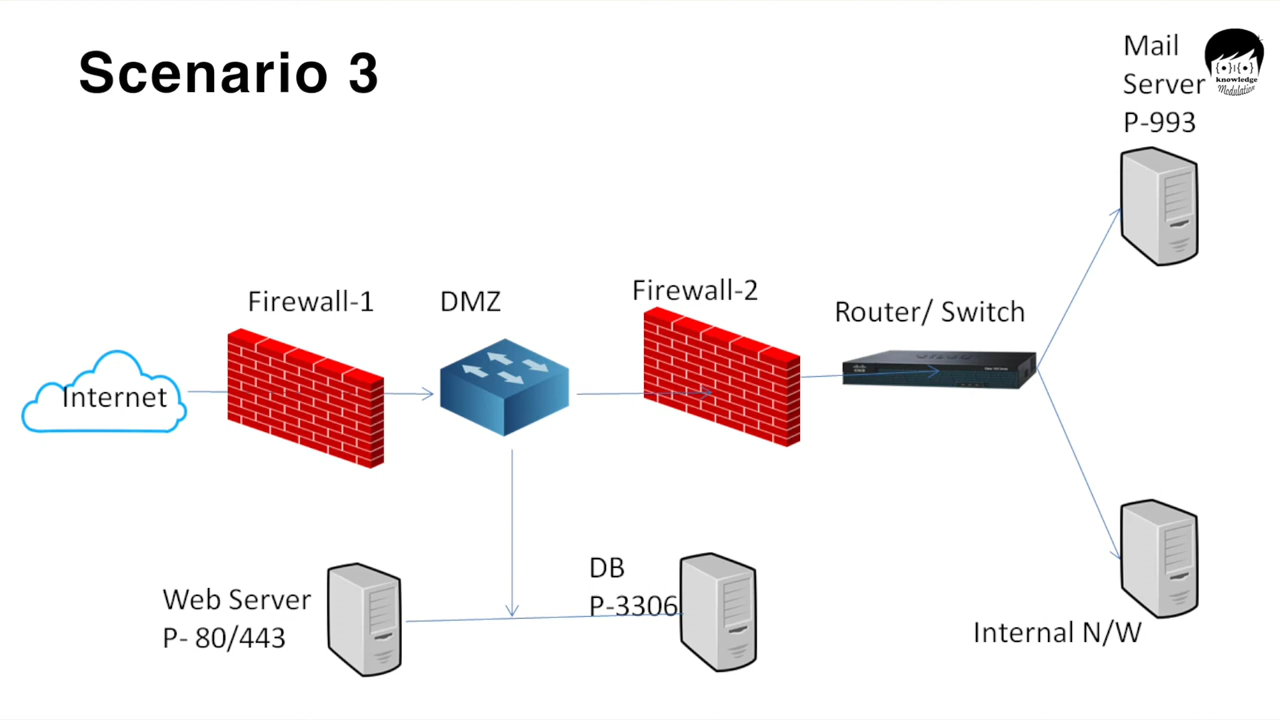 Scenario 3
Mail
Server
P-993
knowledge
Modulation
Firewall-1
DMZ
Firewall-2
Router/ Switch
Internet
DB
P-3306
Web Server
P- 80/443
Internal N/W